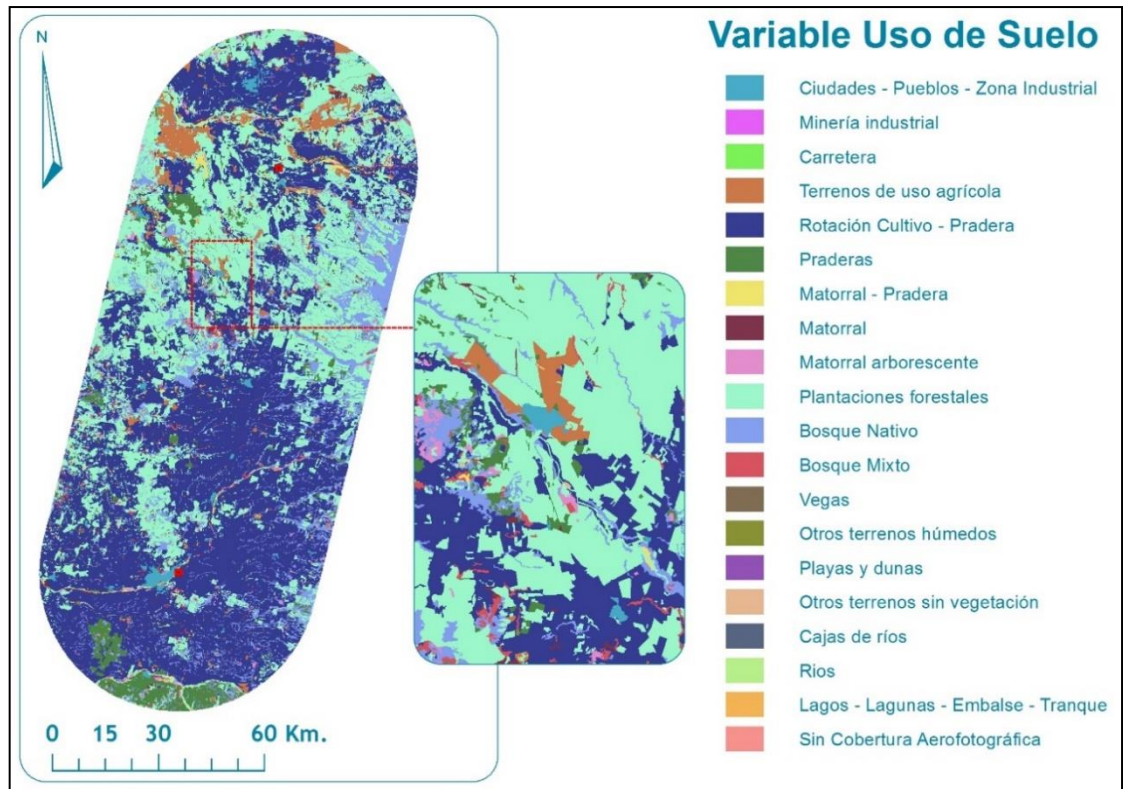 N
Variable Uso de Suelo
Ciudades - Pueblos - Zona Industrial
Minería industrial
Carretera
Terrenos de uso agrícola
Rotación Cultivo - Pradera
Praderas
Matorral - Pradera
Matorral
Matorral arborescente
Plantaciones forestales
Bosque Nativo
Bosque Mixto
Vegas
Otros terrenos húmedos
Playas y dunas
Otros terrenos sin vegetación
Cajas de ríos
Rios
Lagos - Lagunas - Embalse - Tranque
Sin Cobertura Aerofotográfica
0 15 30 60 Km.